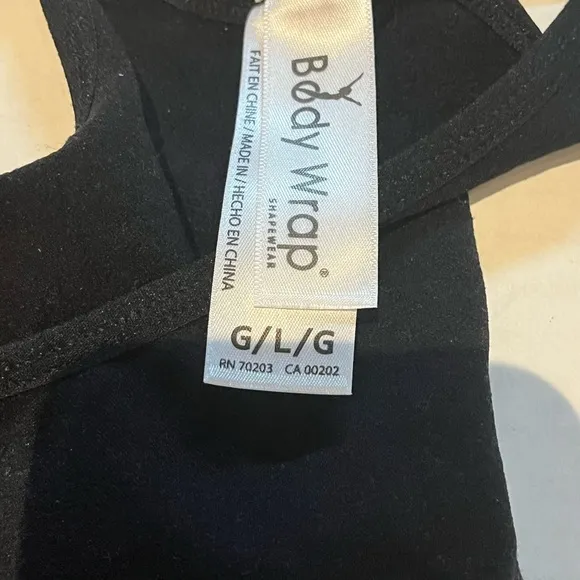 Body Wrap®
SHAPEWEAR
FAIT EN CHINE / MADE IN / HECHO EN CHINA
G/L/G
RN 70203 CA 00202